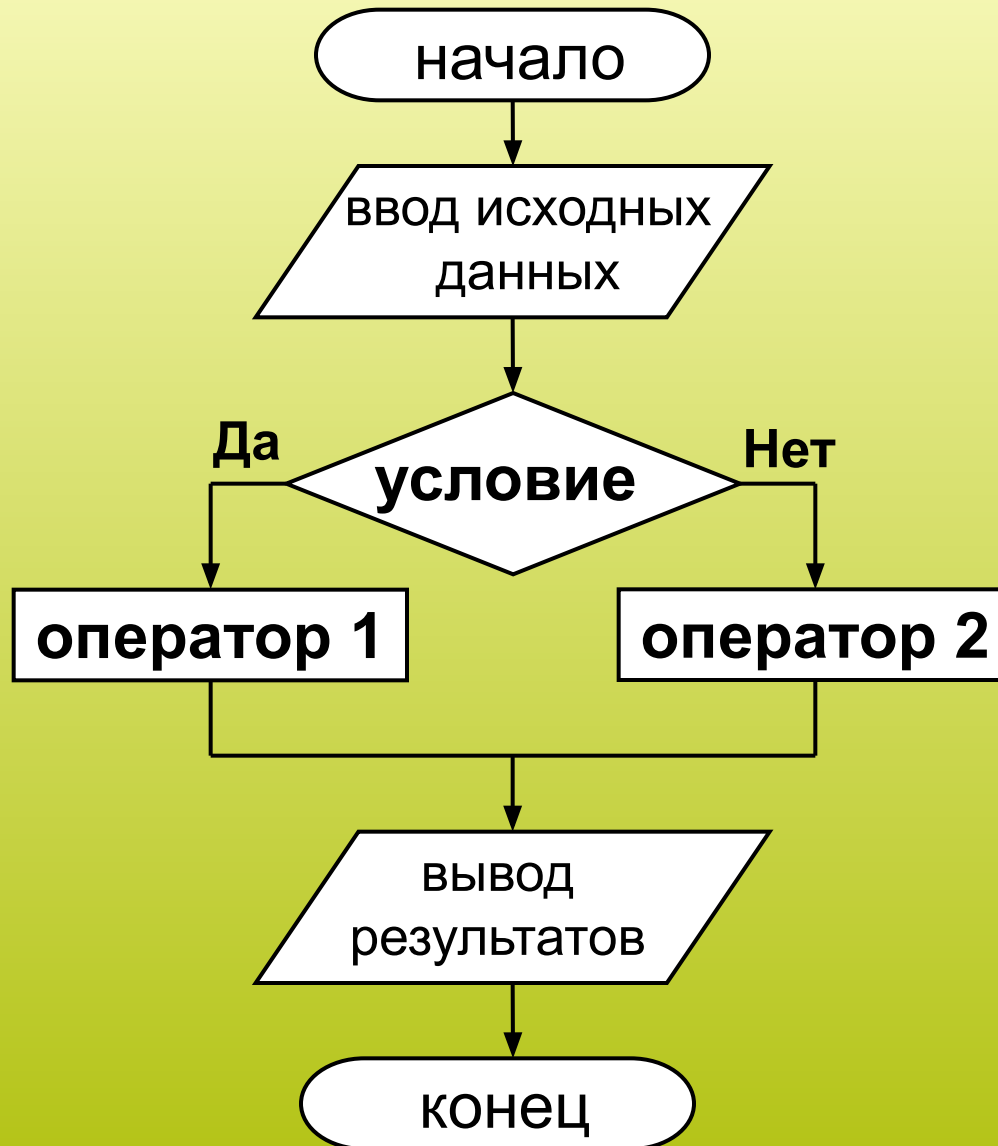 начало
ввод исходных
данных
Да
Нет
условие
оператор 1
оператор 2
вывод
результатов
конец